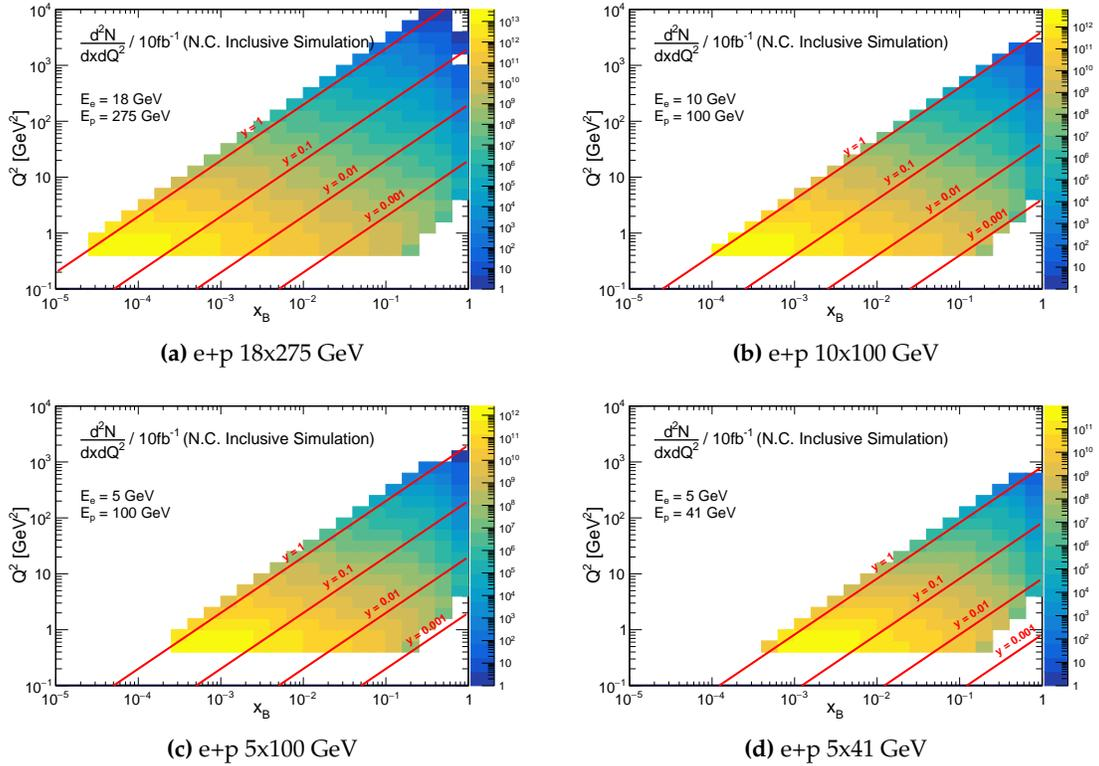 d²N
dxdQ² / 10fb⁻¹ (N.C. Inclusive Simulation)
E_e = 18 GeV
E_p = 275 GeV
y = 1
y = 0.1
y = 0.01
y = 0.001
Q² [GeV²]
10⁴
10³
10²
10
1
10⁻¹
10⁻⁵ 10⁻⁴ 10⁻³ 10⁻² 10⁻¹ 1
x_B
10¹³
10¹²
10¹¹
10¹⁰
10⁹
10⁸
10⁷
10⁶
10⁵
10⁴
10³
10²
10
1
(a) e+p 18x275 GeV
d²N
dxdQ² / 10fb⁻¹ (N.C. Inclusive Simulation)
E_e = 10 GeV
E_p = 100 GeV
y = 1
y = 0.1
y = 0.01
y = 0.001
Q² [GeV²]
10⁴
10³
10²
10
1
10⁻¹
10⁻⁵ 10⁻⁴ 10⁻³ 10⁻² 10⁻¹ 1
x_B
10¹²
10¹¹
10¹⁰
10⁹
10⁸
10⁷
10⁶
10⁵
10⁴
10³
10²
10
1
(b) e+p 10x100 GeV
d²N
dxdQ² / 10fb⁻¹ (N.C. Inclusive Simulation)
E_e = 5 GeV
E_p = 100 GeV
y = 1
y = 0.1
y = 0.01
y = 0.001
Q² [GeV²]
10⁴
10³
10²
10
1
10⁻¹
10⁻⁵ 10⁻⁴ 10⁻³ 10⁻² 10⁻¹ 1
x_B
10¹²
10¹¹
10¹⁰
10⁹
10⁸
10⁷
10⁶
10⁵
10⁴
10³
10²
10
1
(c) e+p 5x100 GeV
d²N
dxdQ² / 10fb⁻¹ (N.C. Inclusive Simulation)
E_e = 5 GeV
E_p = 41 GeV
y = 1
y = 0.1
y = 0.01
y = 0.001
Q² [GeV²]
10⁴
10³
10²
10
1
10⁻¹
10⁻⁵ 10⁻⁴ 10⁻³ 10⁻² 10⁻¹ 1
x_B
10¹¹
10¹⁰
10⁹
10⁸
10⁷
10⁶
10⁵
10⁴
10³
10²
10
1
(d) e+p 5x41 GeV